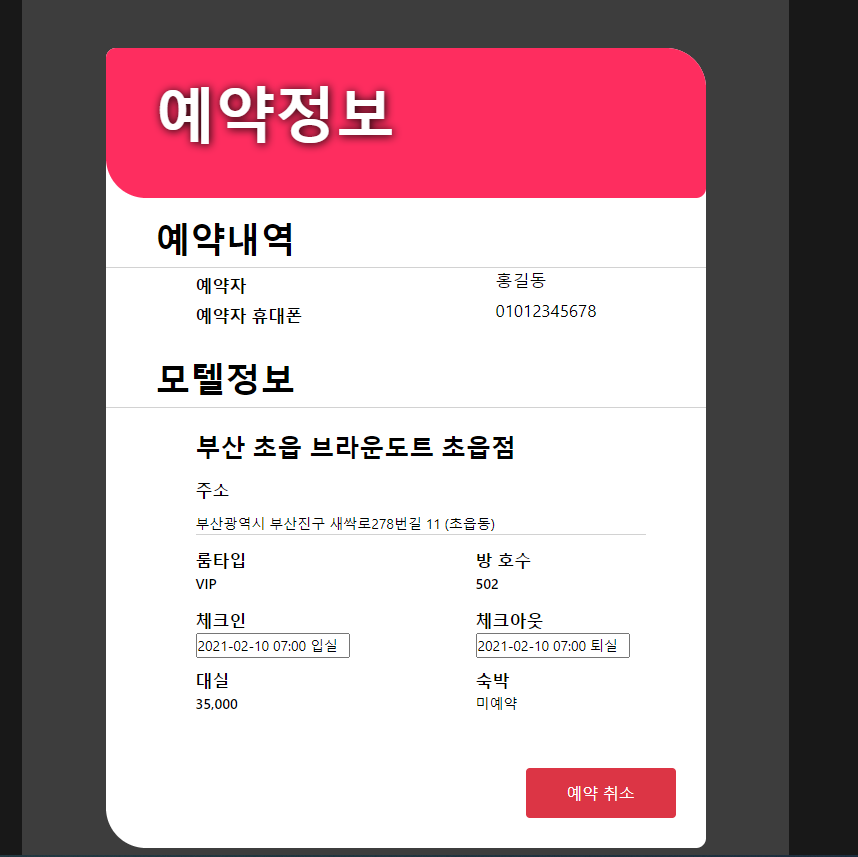 예약정보
예약내역
예약자 홍길동
예약자 휴대폰 01012345678
모텔정보
부산 초읍 브라운도트 초읍점
주소
부산광역시 부산진구 새싹로278번길 11 (초읍동)
룸타입 방 호수
VIP 502
체크인 체크아웃
2021-02-10 07:00 입실 2021-02-10 07:00 퇴실
대실 숙박
35,000 미예약
예약 취소